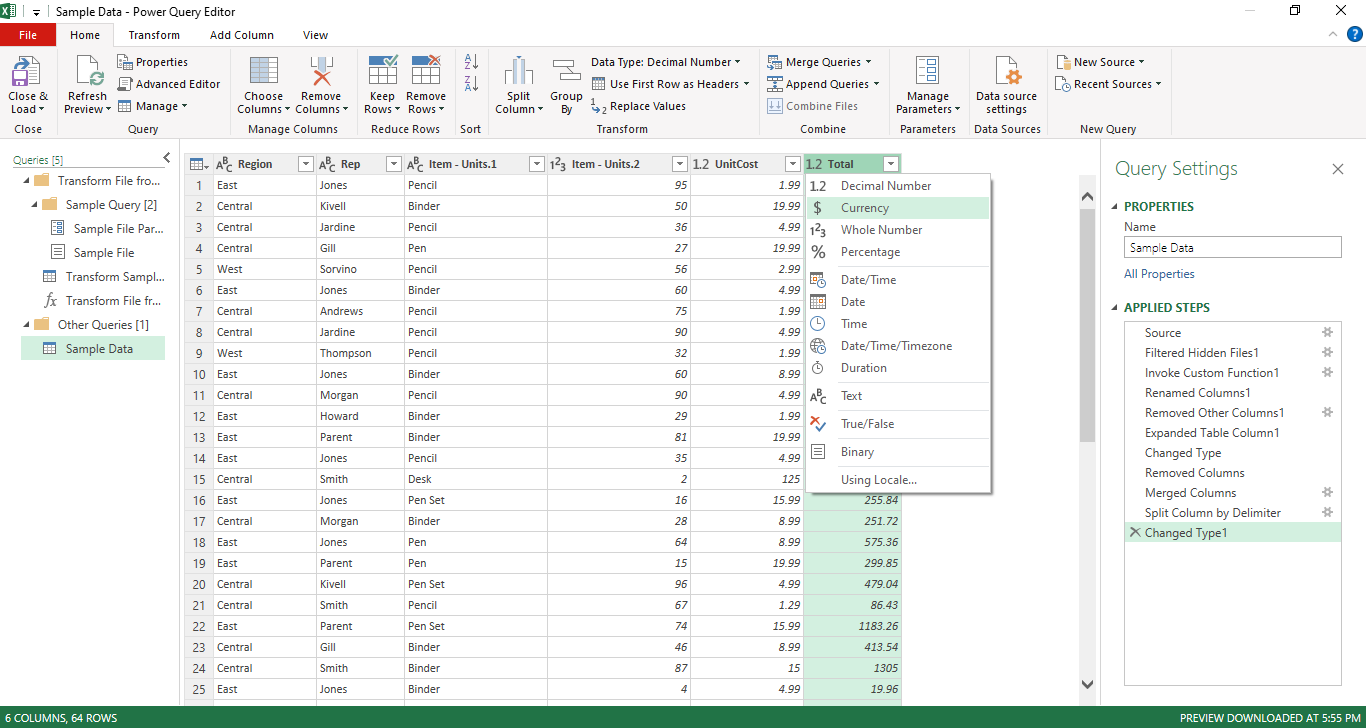 Sample Data - Power Query Editor
File Home Transform Add Column View
Close & Load
Close
Refresh Preview
Properties
Advanced Editor
Manage
Query
Choose Columns
Remove Columns
Manage Columns
Keep Rows
Remove Rows
Reduce Rows
Sort
Split Column
Group By
Data Type: Decimal Number
Use First Row as Headers
Replace Values
Transform
Merge Queries
Append Queries
Combine Files
Combine
Manage Parameters
Parameters
Data source settings
Data Sources
New Source
Recent Sources
New Query
Queries [5]
Transform File fro...
Sample Query [2]
Sample File Par...
Sample File
Transform Sampl...
fx Transform File fr...
Other Queries [1]
Sample Data
ABC Region ABC Rep ABC Item - Units.1 123 Item - Units.2 1.2 UnitCost 1.2 Total
1 East Jones Pencil 95 1.99
2 Central Kivell Binder 50 19.99
3 Central Jardine Pencil 36 4.99
4 Central Gill Pen 27 19.99
5 West Sorvino Pencil 56 2.99
6 East Jones Binder 60 4.99
7 Central Andrews Pencil 75 1.99
8 Central Jardine Pencil 90 4.99
9 West Thompson Pencil 32 1.99
10 East Jones Binder 60 8.99
11 Central Morgan Pencil 90 4.99
12 East Howard Binder 29 1.99
13 East Parent Binder 81 19.99
14 East Jones Pencil 35 4.99
15 Central Smith Desk 2 125
16 East Jones Pen Set 16 15.99 255.84
17 Central Morgan Binder 28 8.99 251.72
18 East Jones Pen 64 8.99 575.36
19 East Parent Pen 15 19.99 299.85
20 Central Kivell Pen Set 96 4.99 479.04
21 Central Smith Pencil 67 1.29 86.43
22 East Parent Pen Set 74 15.99 1183.26
23 Central Gill Binder 46 8.99 413.54
24 Central Smith Binder 87 15 1305
25 East Jones Binder 4 4.99 19.96
1.2 Decimal Number
$ Currency
123 Whole Number
% Percentage
Date/Time
Date
Time
Date/Time/Timezone
Duration
ABC Text
True/False
Binary
Using Locale...
Query Settings
PROPERTIES
Name
Sample Data
All Properties
APPLIED STEPS
Source
Filtered Hidden Files1
Invoke Custom Function1
Renamed Columns1
Removed Other Columns1
Expanded Table Column1
Changed Type
Removed Columns
Merged Columns
Split Column by Delimiter
Changed Type1
6 COLUMNS, 64 ROWS
PREVIEW DOWNLOADED AT 5:55 PM